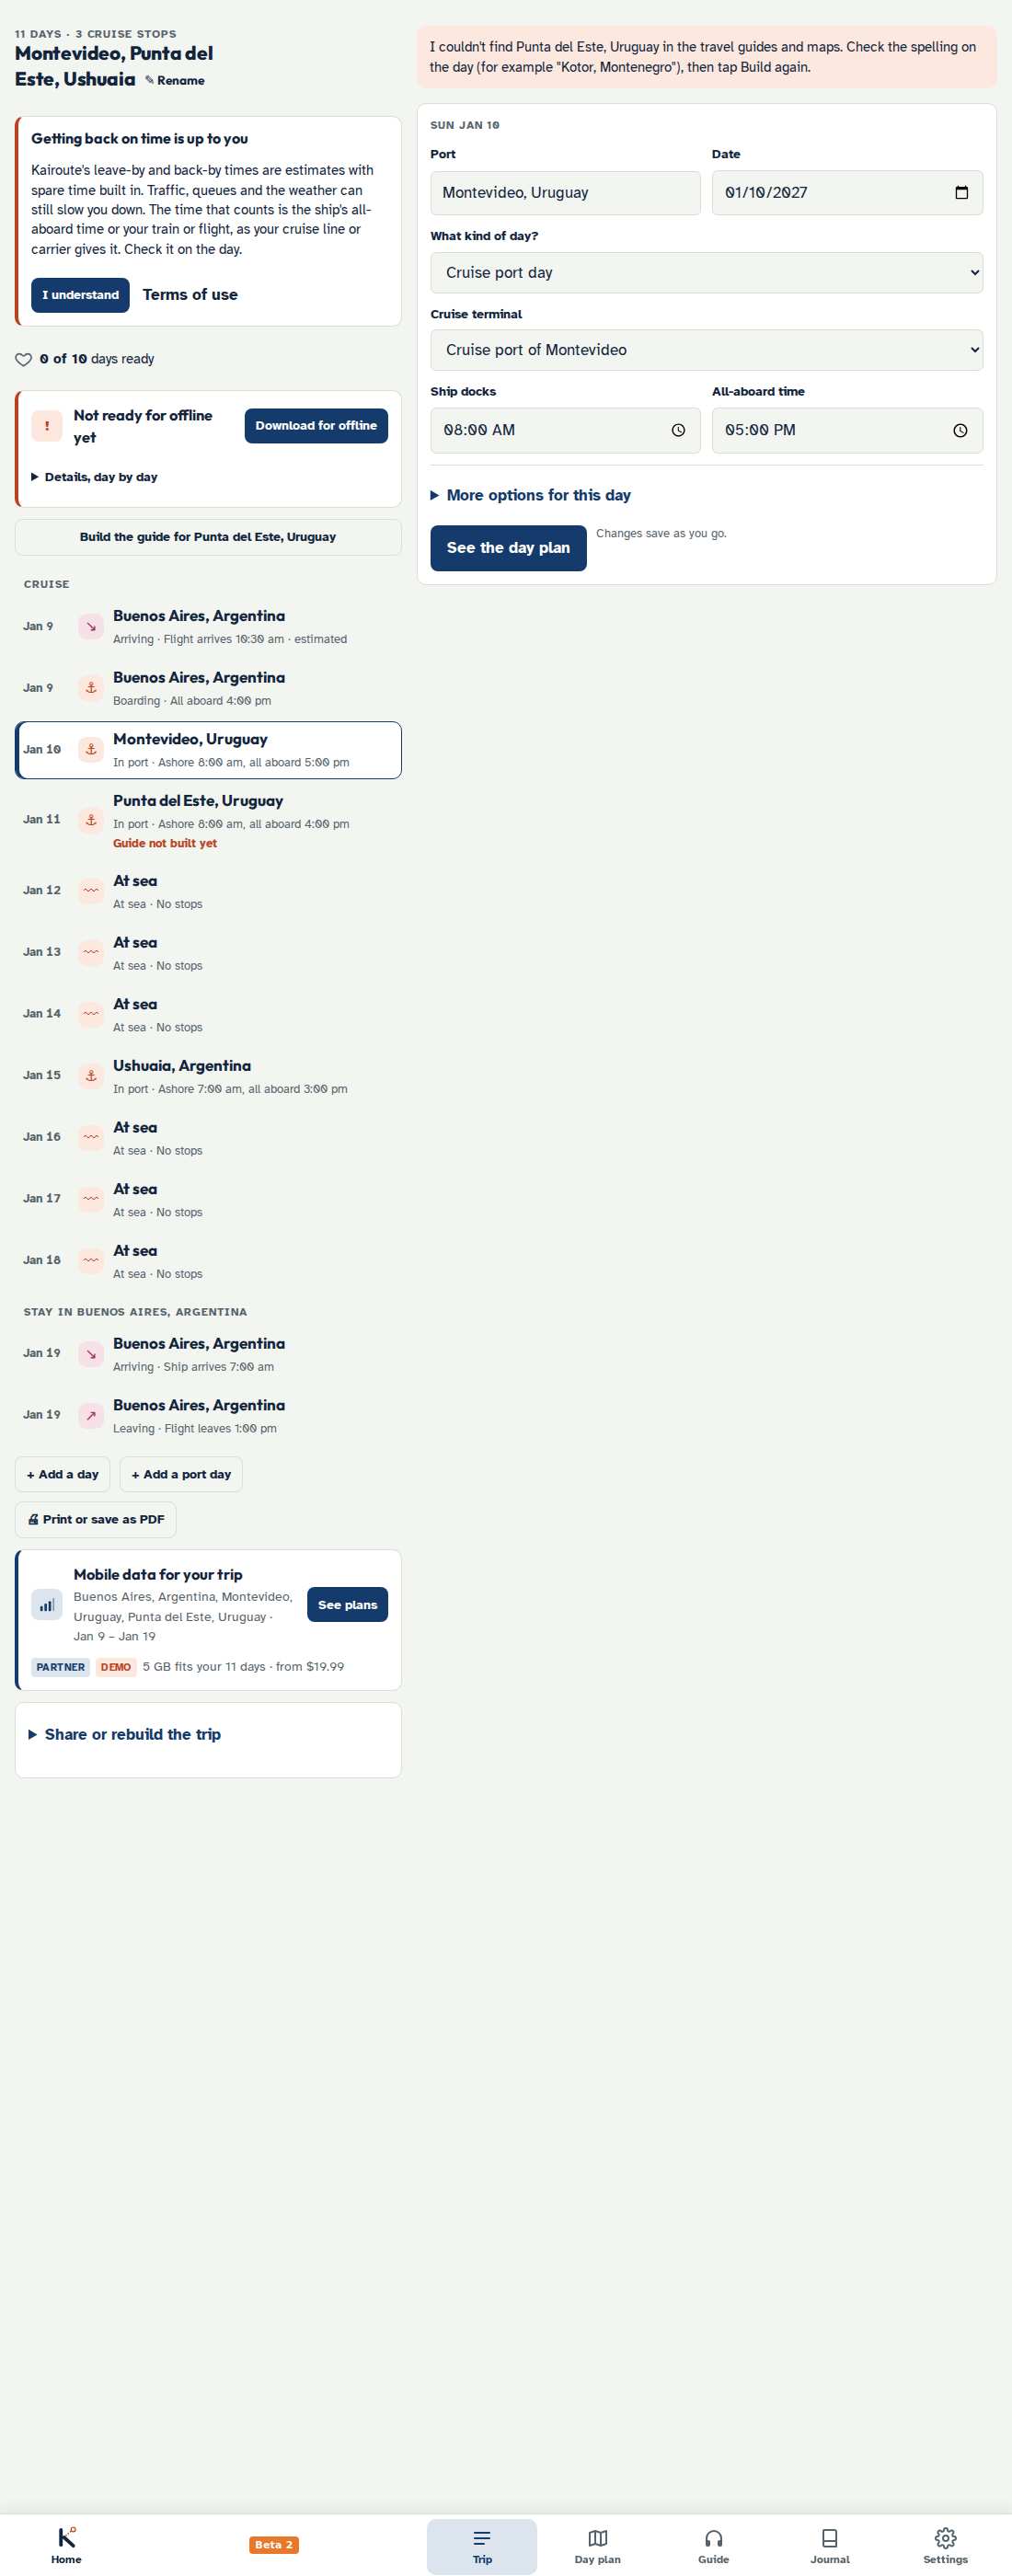 11 DAYS · 3 CRUISE STOPS
Montevideo, Punta del
Este, Ushuaia ✎ Rename
Getting back on time is up to you
Kairoute's leave-by and back-by times are estimates with
spare time built in. Traffic, queues and the weather can
still slow you down. The time that counts is the ship's all-
aboard time or your train or flight, as your cruise line or
carrier gives it. Check it on the day.
I understand
Terms of use
0 of 10 days ready
!
Not ready for offline
yet
Download for offline
▶ Details, day by day
Build the guide for Punta del Este, Uruguay
CRUISE
Jan 9
Buenos Aires, Argentina
Arriving · Flight arrives 10:30 am · estimated
Jan 9
Buenos Aires, Argentina
Boarding · All aboard 4:00 pm
Jan 10
Montevideo, Uruguay
In port · Ashore 8:00 am, all aboard 5:00 pm
Jan 11
Punta del Este, Uruguay
In port · Ashore 8:00 am, all aboard 4:00 pm
Guide not built yet
Jan 12
At sea
At sea · No stops
Jan 13
At sea
At sea · No stops
Jan 14
At sea
At sea · No stops
Jan 15
Ushuaia, Argentina
In port · Ashore 7:00 am, all aboard 3:00 pm
Jan 16
At sea
At sea · No stops
Jan 17
At sea
At sea · No stops
Jan 18
At sea
At sea · No stops
STAY IN BUENOS AIRES, ARGENTINA
Jan 19
Buenos Aires, Argentina
Arriving · Ship arrives 7:00 am
Jan 19
Buenos Aires, Argentina
Leaving · Flight leaves 1:00 pm
+ Add a day
+ Add a port day
Print or save as PDF
Mobile data for your trip
Buenos Aires, Argentina, Montevideo,
Uruguay, Punta del Este, Uruguay ·
Jan 9 – Jan 19
See plans
PARTNER DEMO 5 GB fits your 11 days · from $19.99
▶ Share or rebuild the trip
I couldn't find Punta del Este, Uruguay in the travel guides and maps. Check the spelling on
the day (for example "Kotor, Montenegro"), then tap Build again.
SUN JAN 10
Port
Date
Montevideo, Uruguay
01/10/2027
What kind of day?
Cruise port day
Cruise terminal
Cruise port of Montevideo
Ship docks
All-aboard time
08:00 AM
05:00 PM
▶ More options for this day
See the day plan
Changes save as you go.
Home
Beta 2
Trip
Day plan
Guide
Journal
Settings